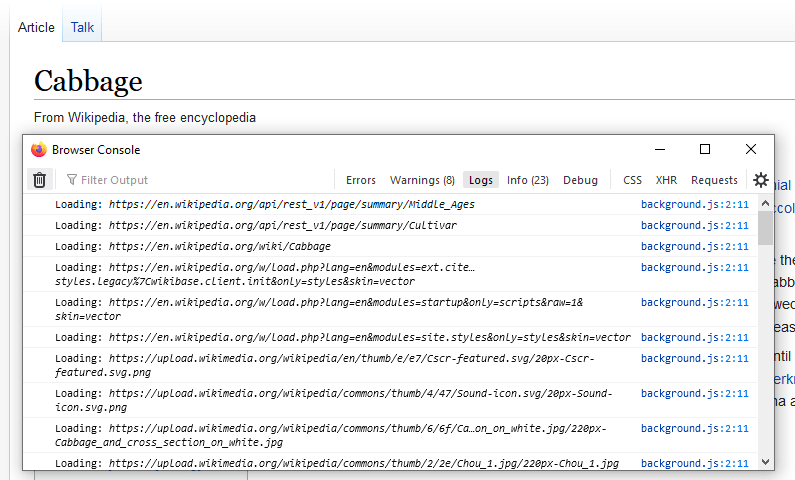 Article Talk
Cabbage
From Wikipedia, the free encyclopedia
Browser Console
Filter Output Errors Warnings (8) Logs Info (23) Debug CSS XHR Requests
Loading: https://en.wikipedia.org/api/rest_v1/page/summary/Middle_Ages background.js:2:11
Loading: https://en.wikipedia.org/api/rest_v1/page/summary/Cultivar background.js:2:11
Loading: https://en.wikipedia.org/wiki/Cabbage background.js:2:11
Loading: https://en.wikipedia.org/w/load.php?lang=en&modules=ext.cite… background.js:2:11
styles.legacy%7Cwikibase.client.init&only=styles&skin=vector
Loading: https://en.wikipedia.org/w/load.php?lang=en&modules=startup&only=scripts&raw=1& background.js:2:11
skin=vector
Loading: https://en.wikipedia.org/w/load.php?lang=en&modules=site.styles&only=styles&skin=vector background.js:2:11
Loading: https://upload.wikimedia.org/wikipedia/en/thumb/e/e7/Cscr-featured.svg/20px-Cscr- background.js:2:11
featured.svg.png
Loading: https://upload.wikimedia.org/wikipedia/commons/thumb/4/47/Sound-icon.svg/20px-Sound- background.js:2:11
icon.svg.png
Loading: https://upload.wikimedia.org/wikipedia/commons/thumb/6/6f/Ca…on_on_white.jpg/220px- background.js:2:11
Cabbage_and_cross_section_on_white.jpg
Loading: https://upload.wikimedia.org/wikipedia/commons/thumb/2/2e/Chou_1.jpg/220px-Chou_1.jpg background.js:2:11